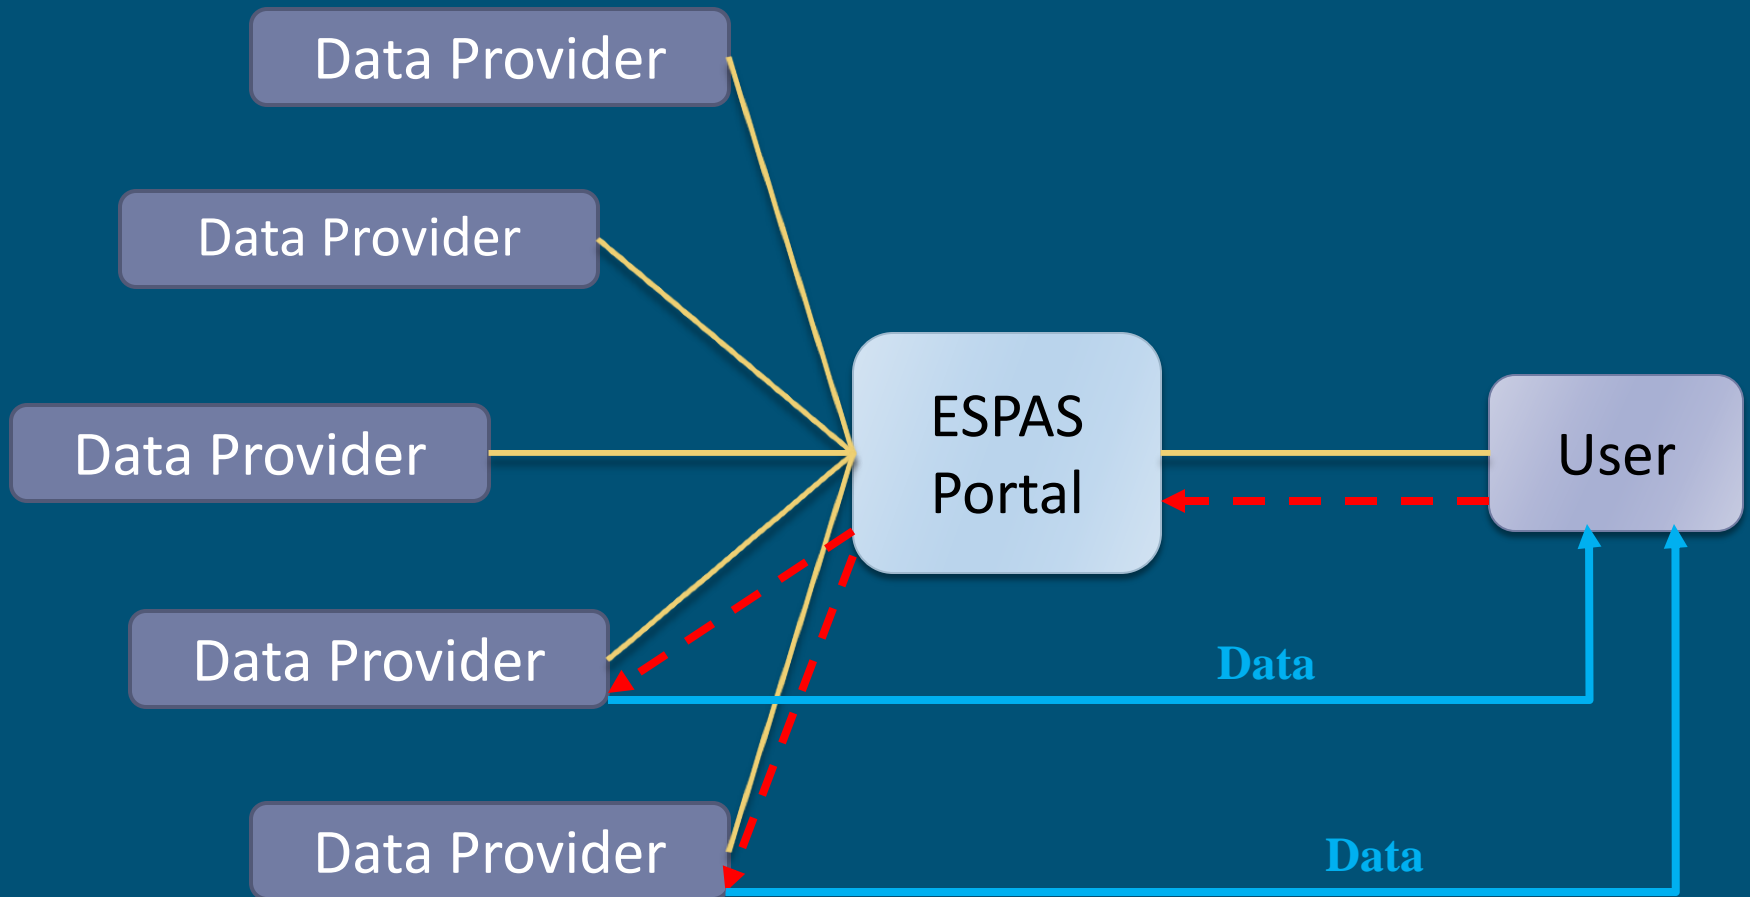 Data Provider
Data Provider
Data Provider
ESPAS
Portal
User
Data Provider
Data
Data Provider
Data